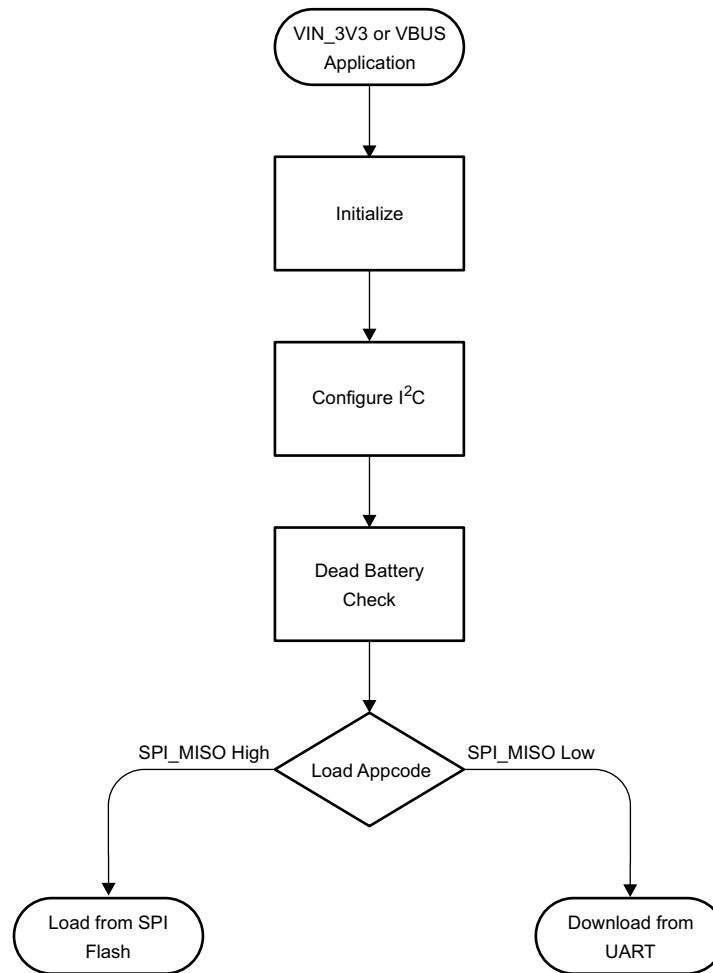 VIN_3V3 or VBUS
Application
Initialize
Configure I²C
Dead Battery
Check
SPI_MISO High
SPI_MISO Low
Load Appcode
Load from SPI
Flash
Download from
UART